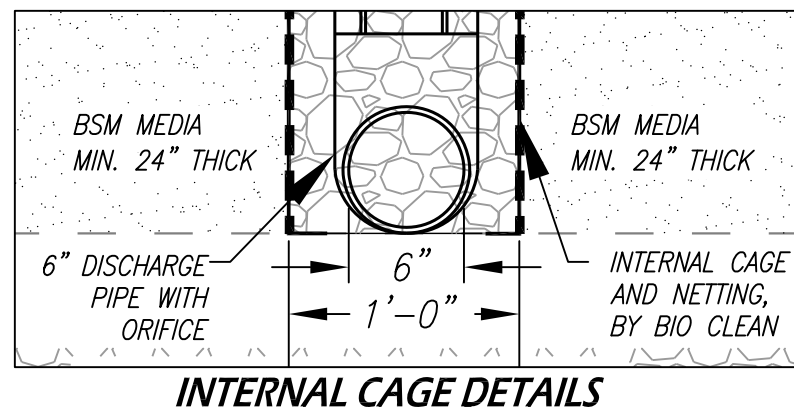 BSM MEDIA
MIN. 24" THICK
BSM MEDIA
MIN. 24" THICK
6" DISCHARGE
PIPE WITH
ORIFICE
6"
1'-0"
INTERNAL CAGE
AND NETTING,
BY BIO CLEAN
INTERNAL CAGE DETAILS